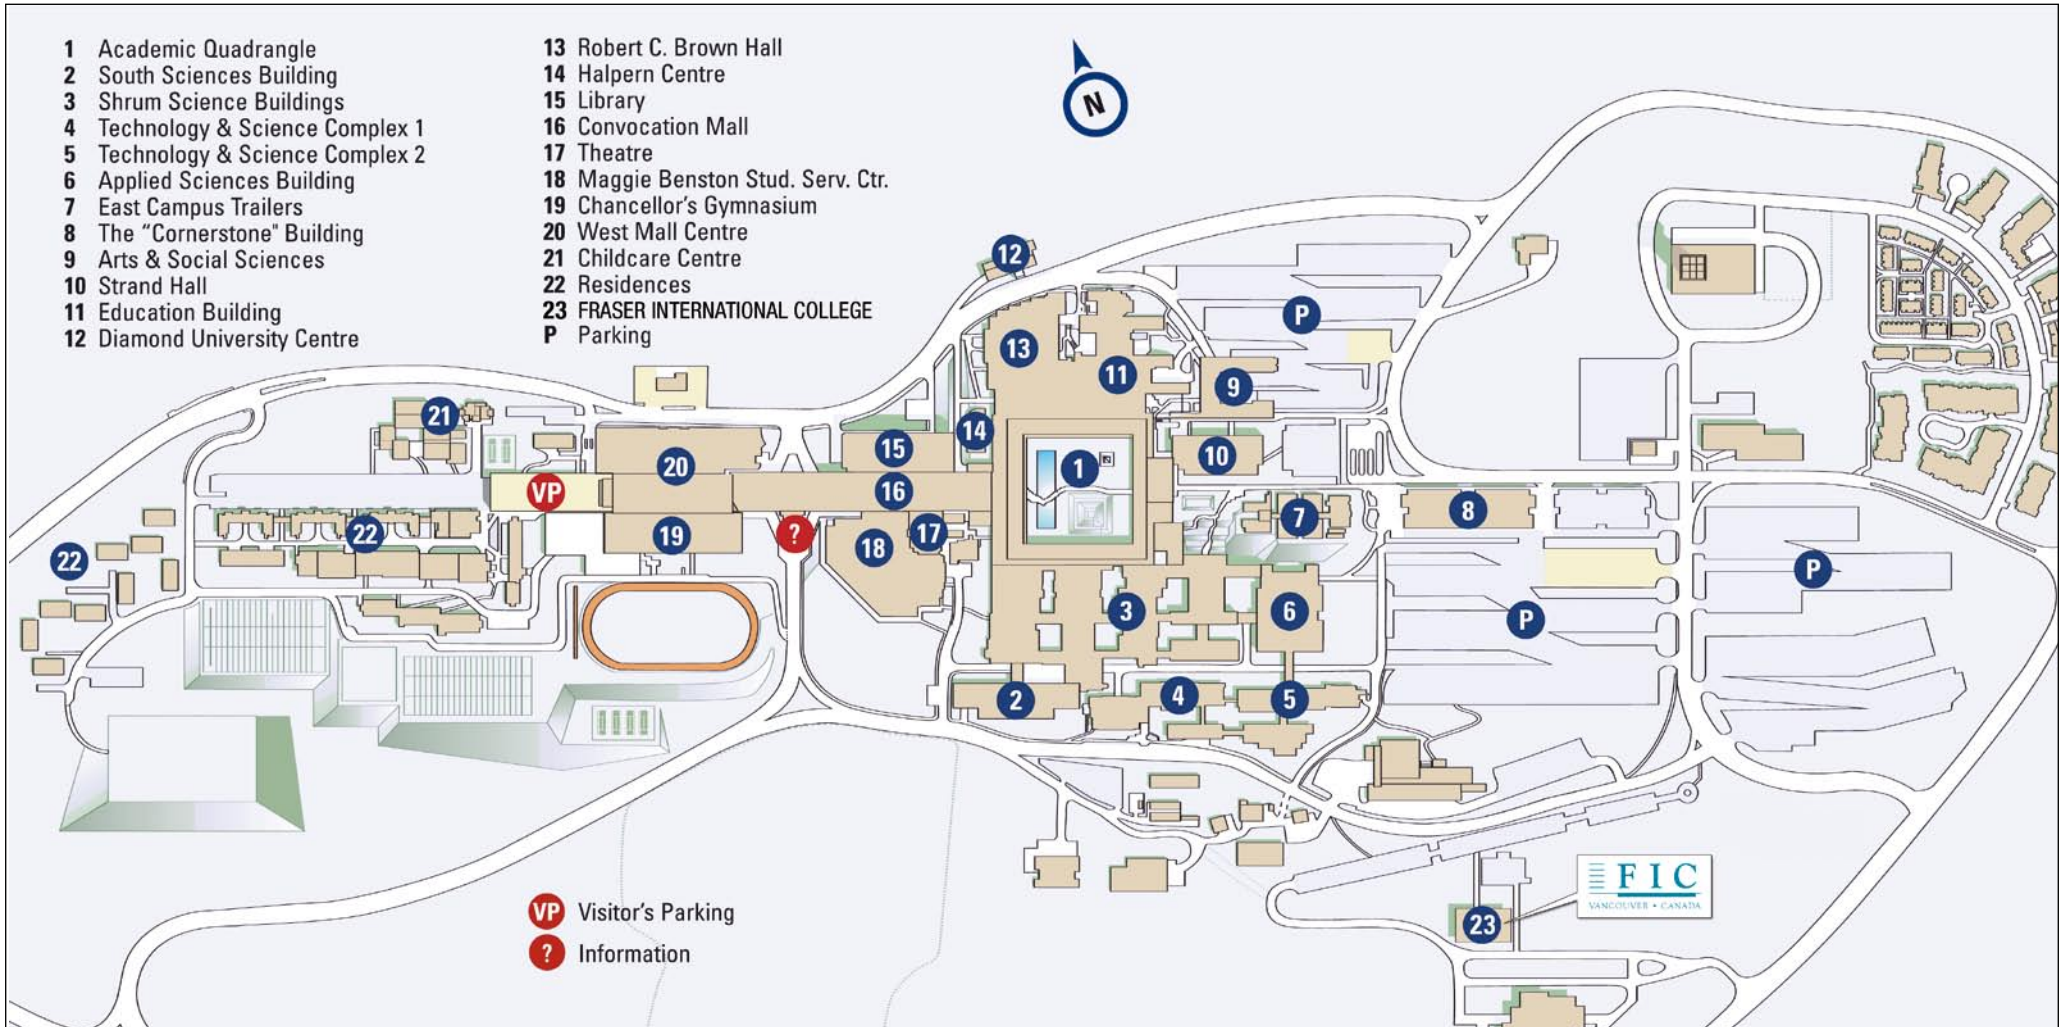 1 Academic Quadrangle
2 South Sciences Building
3 Shrum Science Buildings
4 Technology & Science Complex 1
5 Technology & Science Complex 2
6 Applied Sciences Building
7 East Campus Trailers
8 The “Cornerstone" Building
9 Arts & Social Sciences
10 Strand Hall
11 Education Building
12 Diamond University Centre
13 Robert C. Brown Hall
14 Halpern Centre
15 Library
16 Convocation Mall
17 Theatre
18 Maggie Benston Stud. Serv. Ctr.
19 Chancellor's Gymnasium
20 West Mall Centre
21 Childcare Centre
22 Residences
23 FRASER INTERNATIONAL COLLEGE
P Parking
N
12
P
13
11
9
21
14
15
10
20
1
VP
16
8
7
22
19
?
18
17
22
P
3
6
P
2
4
5
FIC
VANCOUVER • CANADA
23
VP Visitor's Parking
? Information